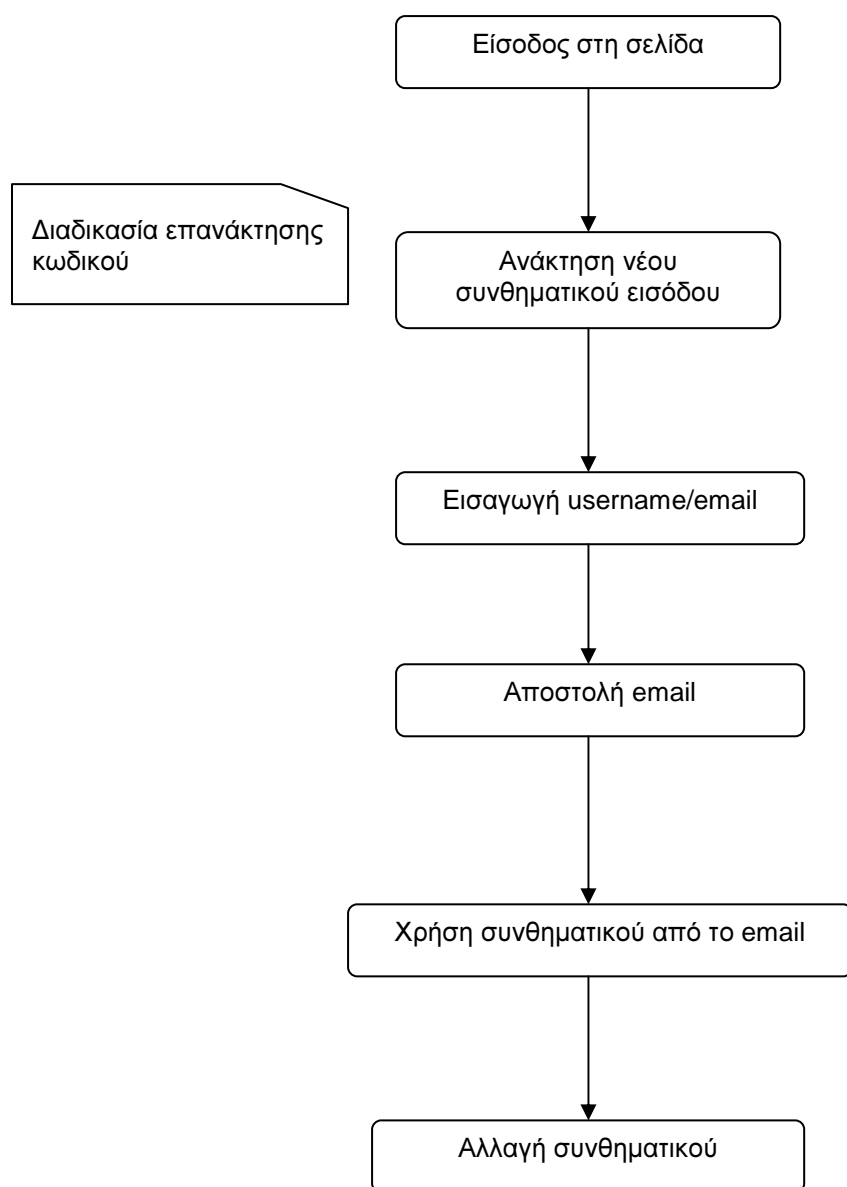 Είσοδος στη σελίδα
Διαδικασία επανάκτησης
κωδικού
Ανάκτηση νέου
συνθηματικού εισόδου
Εισαγωγή username/email
Αποστολή email
Χρήση συνθηματικού από το email
Αλλαγή συνθηματικού